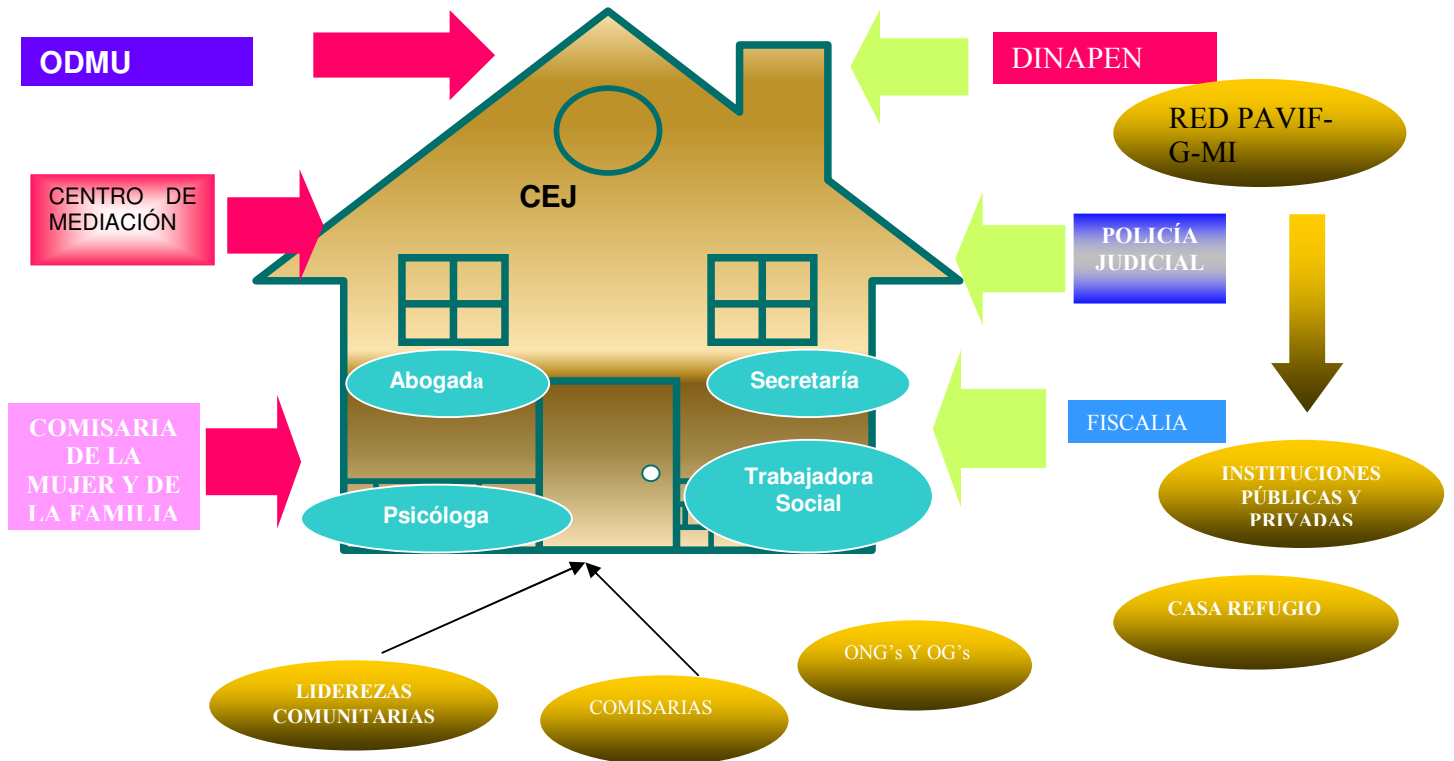 ODMU
DINAPEN
RED PAVIF-
G-MI
CENTRO DE
MEDIACIÓN
CEJ
POLICÍA
JUDICIAL
Abogada
Secretaría
COMISARIA
DE LA
MUJER Y DE
LA FAMILIA
FISCALIA
Trabajadora
Social
Psicóloga
INSTITUCIONES
PÚBLICAS Y
PRIVADAS
CASA REFUGIO
ONG's Y OG's
LIDEREZAS
COMUNITARIAS
COMISARIAS